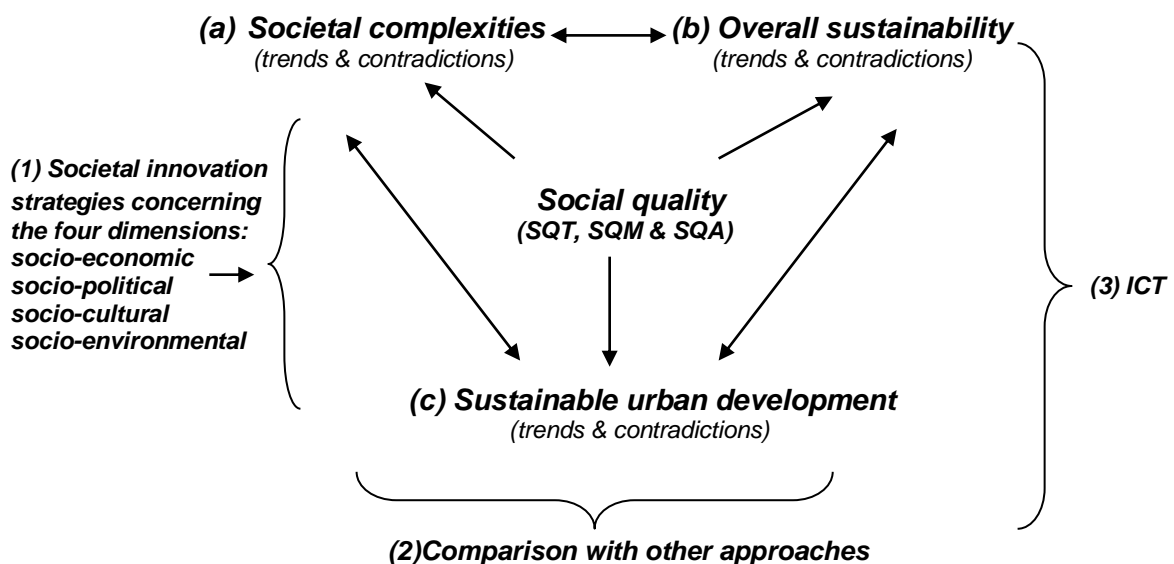 (a) Societal complexities
(trends & contradictions)
(b) Overall sustainability
(trends & contradictions)
(1) Societal innovation
strategies concerning
the four dimensions:
socio-economic
socio-political
socio-cultural
socio-environmental
Social quality
(SQT, SQM & SQA)
(3) ICT
(c) Sustainable urban development
(trends & contradictions)
(2)Comparison with other approaches